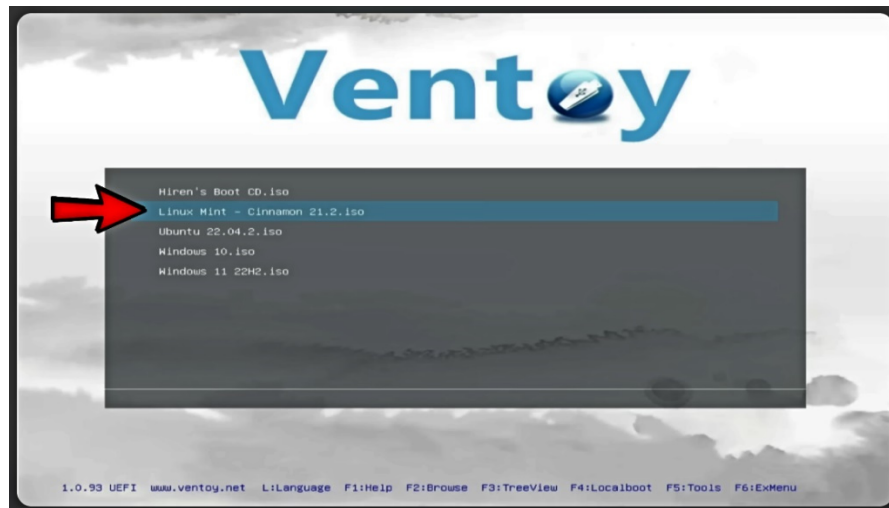 Ventoy
Hiren's Boot CD.iso
Linux Mint - Cinnamon 21.2.iso
Ubuntu 22.04.2.iso
Windows 10.iso
Windows 11 22H2.iso
1.0.93 UEFI www.ventoy.net L:Language F1:Help F2:Browse F3:TreeView F4:Localboot F5:Tools F6:ExMenu